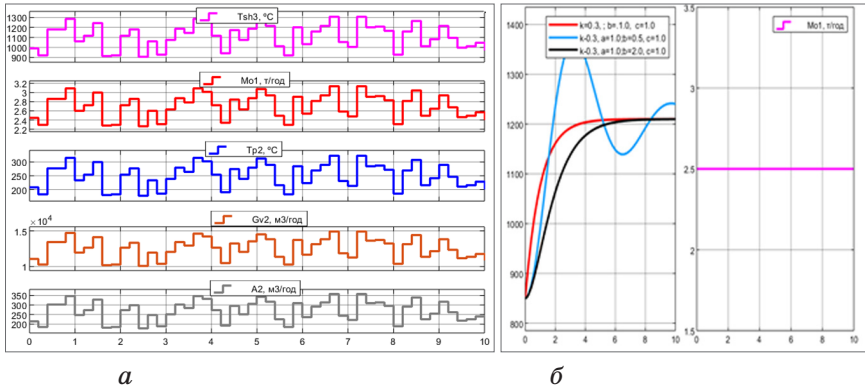 Tsh3, ºC
1300
1200
1100
1000
900
Mo1, т/год
3.2
3
2.8
2.6
2.4
2.2
Tp2, ºC
300
250
200
× 10⁴
Gv2, м3/год
1.5
1
A2, м3/год
350
300
250
200
0 1 2 3 4 5 6 7 8 9 10
а
k=0.3, ; b=.1.0, c=1.0
k-0.3, a=1.0;b=0.5, c=1.0
k-0.3, a=1.0;b=2.0, c=1.0
1400
1300
1200
1100
1000
900
800
0 2 4 6 8 10
Mo1, т/год
3.5
3
2.5
2
1.5
0 2 4 6 8 10
б